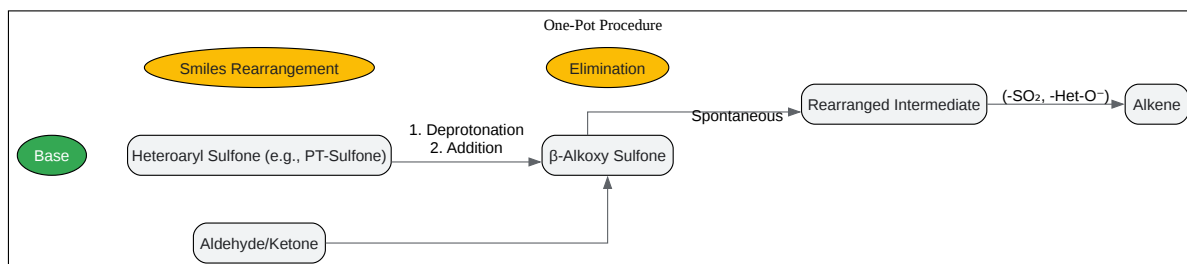 One-Pot Procedure
Smiles Rearrangement
Elimination
Rearranged Intermediate
(-SO₂, -Het-O⁻)
Alkene
Spontaneous
Base
Heteroaryl Sulfone (e.g., PT-Sulfone)
1. Deprotonation
2. Addition
β-Alkoxy Sulfone
Aldehyde/Ketone